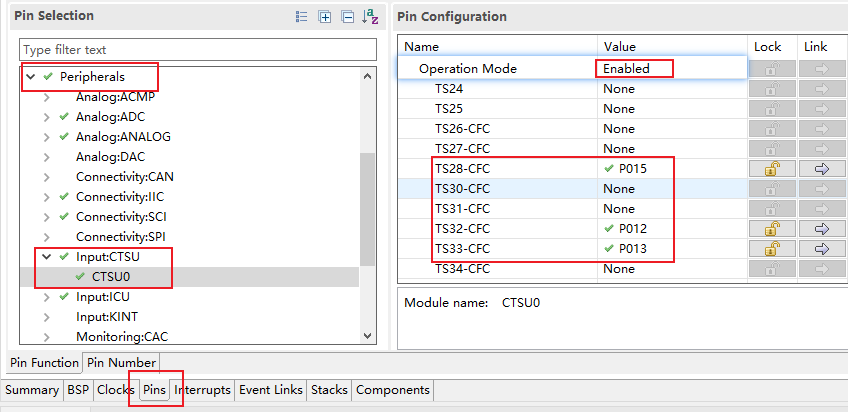 Pin Selection
Type filter text
Peripherals
Analog:ACMP
Analog:ADC
Analog:ANALOG
Analog:DAC
Connectivity:CAN
Connectivity:IIC
Connectivity:SCI
Connectivity:SPI
Input:CTSU
CTSU0
Input:ICU
Input:KINT
Monitoring:CAC
Pin Function
Pin Number
Pin Configuration
Name Value Lock Link
Operation Mode Enabled
TS24 None
TS25 None
TS26-CFC None
TS27-CFC None
TS28-CFC P015
TS30-CFC None
TS31-CFC None
TS32-CFC P012
TS33-CFC P013
TS34-CFC None
Module name: CTSU0
Summary BSP Clocks Pins Interrupts Event Links Stacks Components